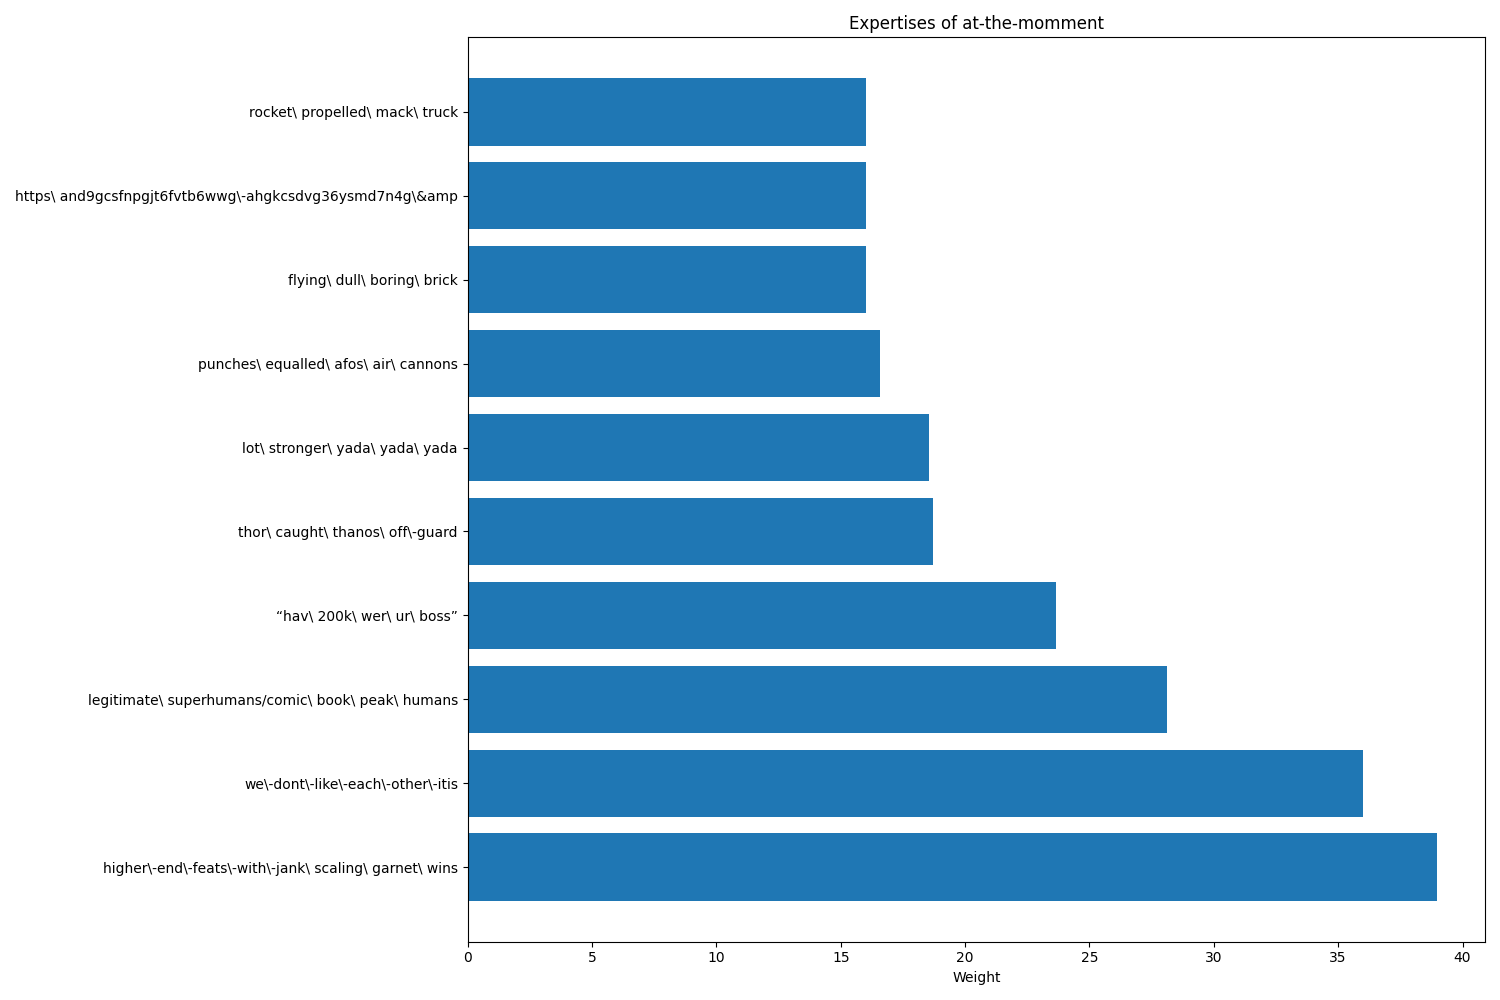 Expertises of at-the-momment
rocket\ propelled\ mack\ truck
https\ and9gcsfnpgjt6fvtb6wwg\-ahgkcsdvg36ysmd7n4g\&amp
flying\ dull\ boring\ brick
punches\ equalled\ afos\ air\ cannons
lot\ stronger\ yada\ yada\ yada
thor\ caught\ thanos\ off\-guard
“hav\ 200k\ wer\ ur\ boss”
legitimate\ superhumans/comic\ book\ peak\ humans
we\-dont\-like\-each\-other\-itis
higher\-end\-feats\-with\-jank\ scaling\ garnet\ wins
0 5 10 15 20 25 30 35 40
Weight